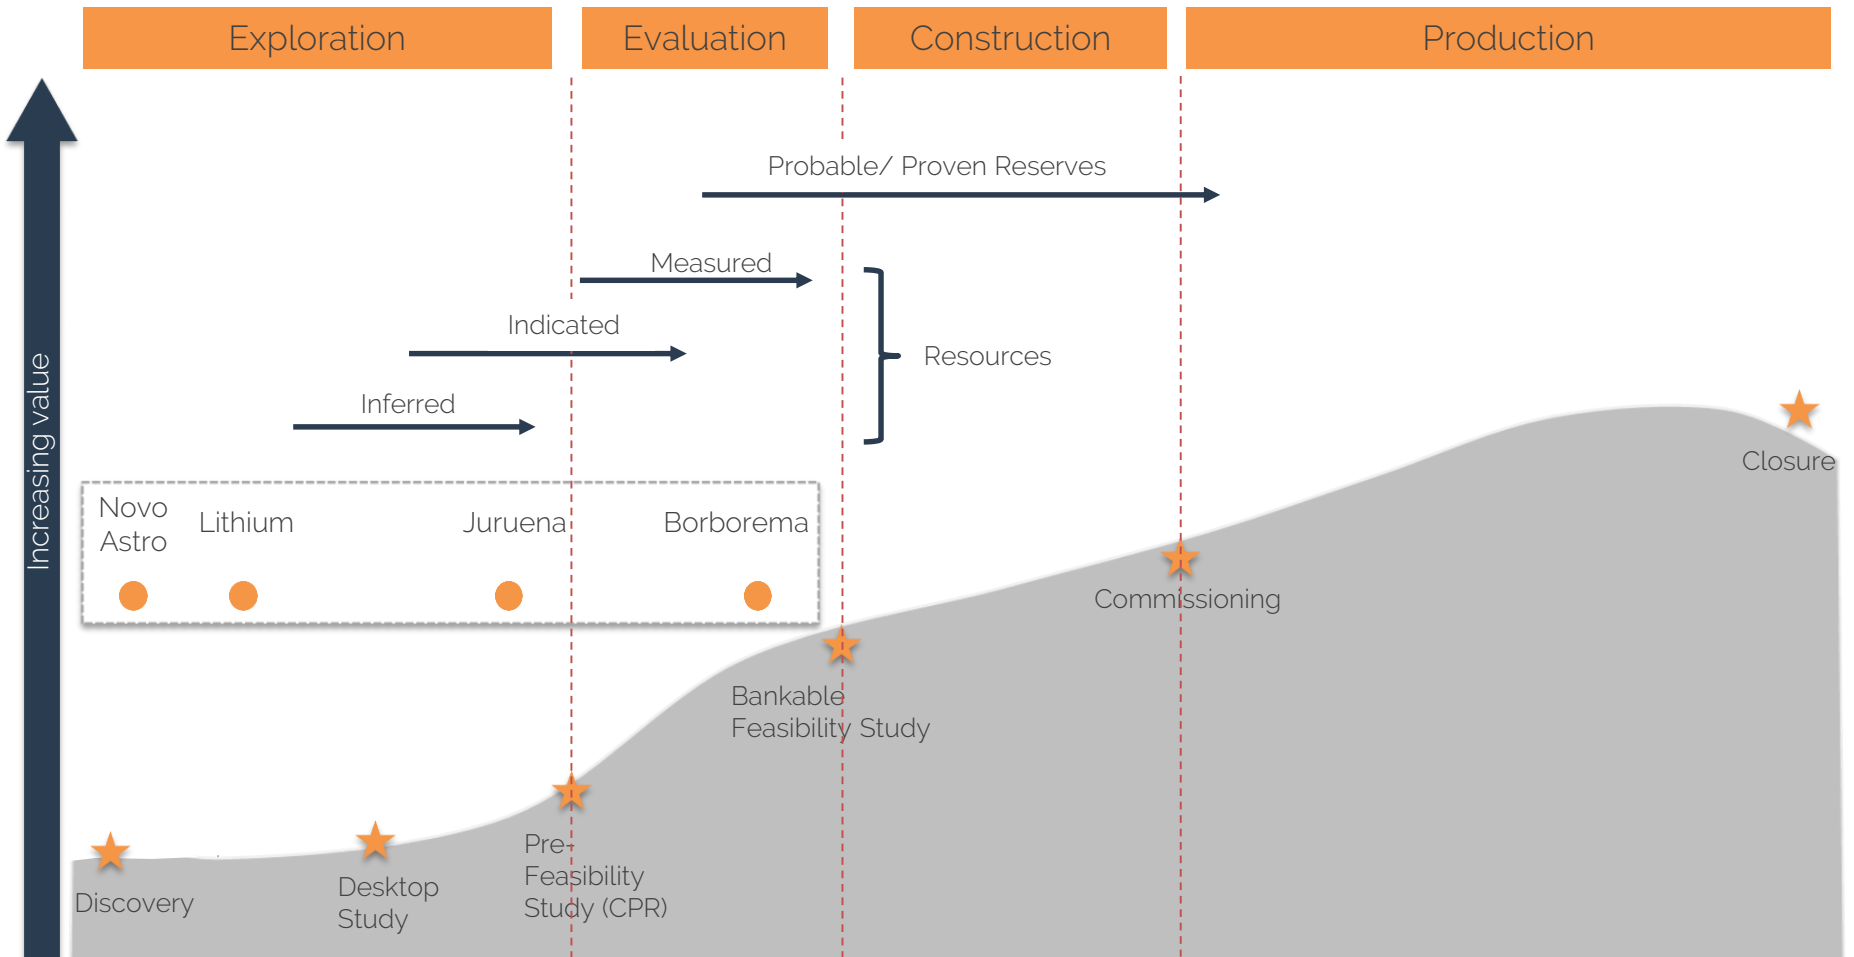 Exploration
Evaluation
Construction
Production
Increasing value
Probable/ Proven Reserves
Measured
Indicated
Resources
Inferred
Novo
Astro
Lithium
Juruena
Borborema
Closure
Commissioning
Bankable
Feasibility Study
Pre-
Feasibility
Study (CPR)
Desktop
Study
Discovery